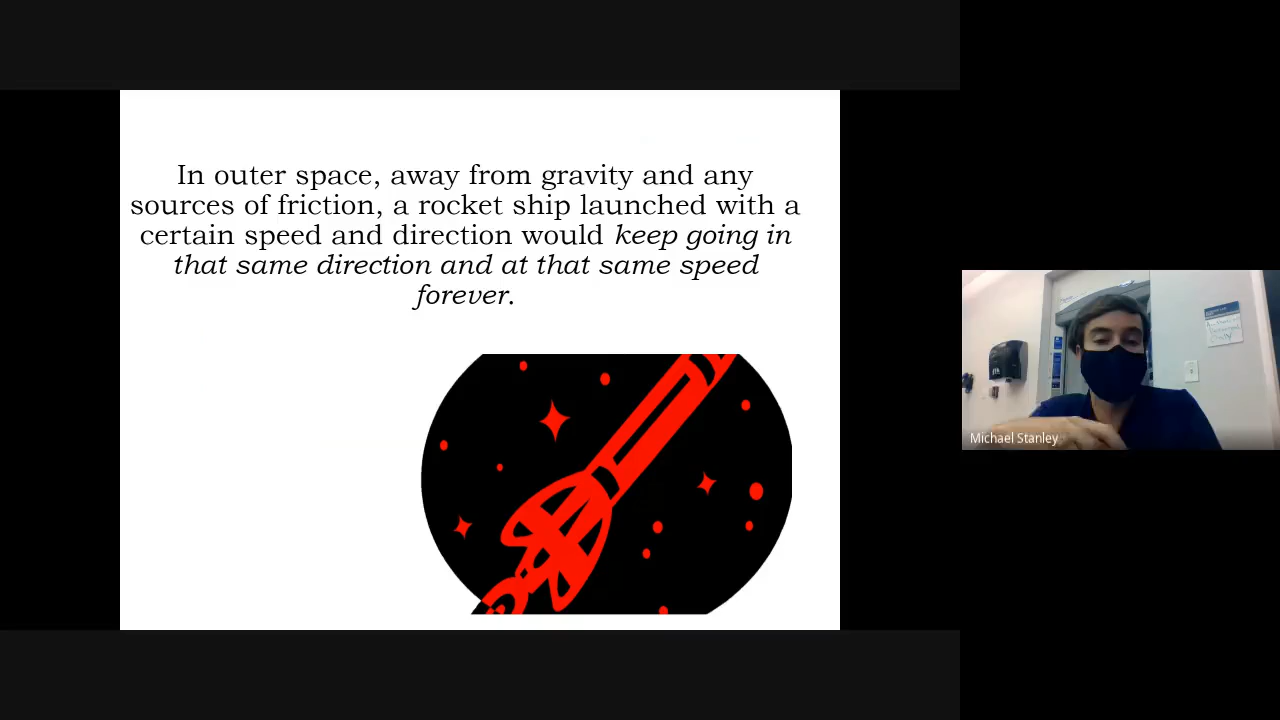 In outer space, away from gravity and any
sources of friction, a rocket ship launched with a
certain speed and direction would keep going in
that same direction and at that same speed
forever.
Michael Stanley